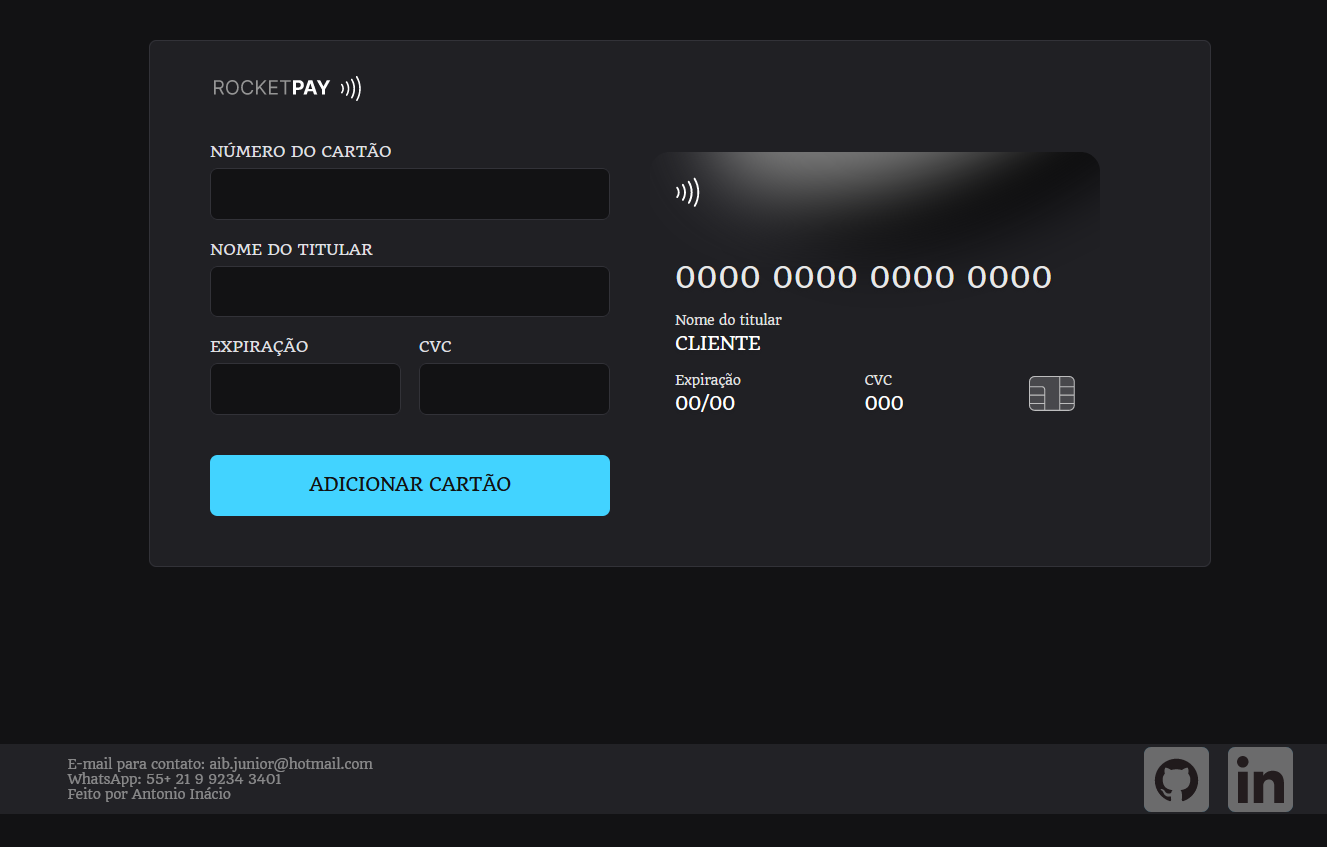 ROCKETPAY
NÚMERO DO CARTÃO
NOME DO TITULAR
EXPIRAÇÃO CVC
ADICIONAR CARTÃO
0000 0000 0000 0000
Nome do titular
CLIENTE
Expiração CVC
00/00 000
E-mail para contato: aib.junior@hotmail.com
WhatsApp: 55+ 21 9 9234 3401
Feito por Antonio Inácio
in